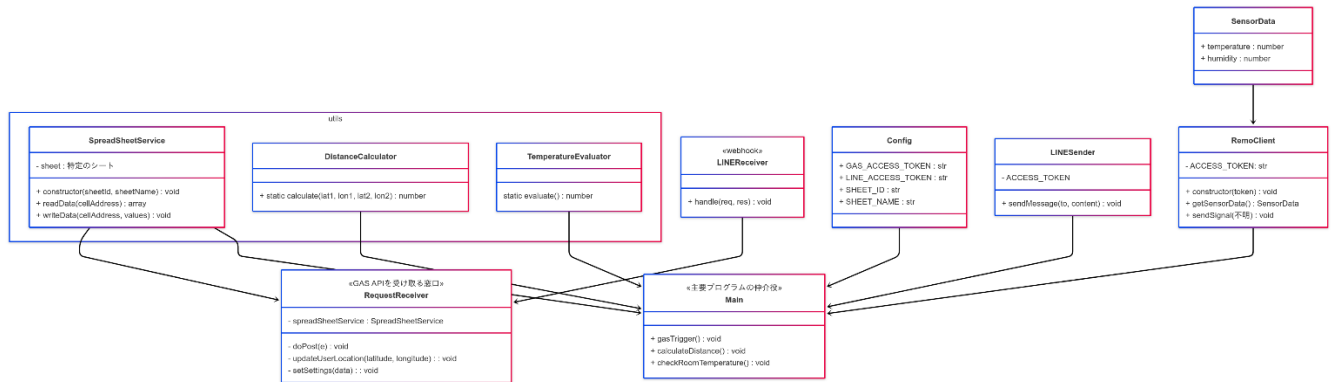 SensorData
+ temperature : number
+ humidity : number
utils
SpreadSheetService
- sheet : 特定のシート
+ constructor(sheetId, sheetName) : void
+ readData(cellAddress) : array
+ writeData(cellAddress, values) : void
DistanceCalculator
+ static calculate(lat1, lon1, lat2, lon2) : number
TemperatureEvaluator
static evaluate() : number
«webhook»
LINEReceiver
+ handle(req, res) : void
Config
+ GAS_ACCESS_TOKEN : str
+ LINE_ACCESS_TOKEN : str
+ SHEET_ID : str
+ SHEET_NAME : str
LINESender
- ACCESS_TOKEN
+ sendMessage(to, content) : void
RemoClient
- ACCESS_TOKEN: str
+ constructor(token) : void
+ getSensorData() : SensorData
+ sendSignal(不明) : void
«GAS APIを受け取る窓口»
RequestReceiver
- spreadSheetService : SpreadSheetService
- doPost(e) : void
- updateUserLocation(latitude, longitude) : : void
- setSettings(data) : : void
«主要プログラムの仲介役»
Main
+ gasTrigger() : void
+ calculateDistance() : void
+ checkRoomTemperature() : void